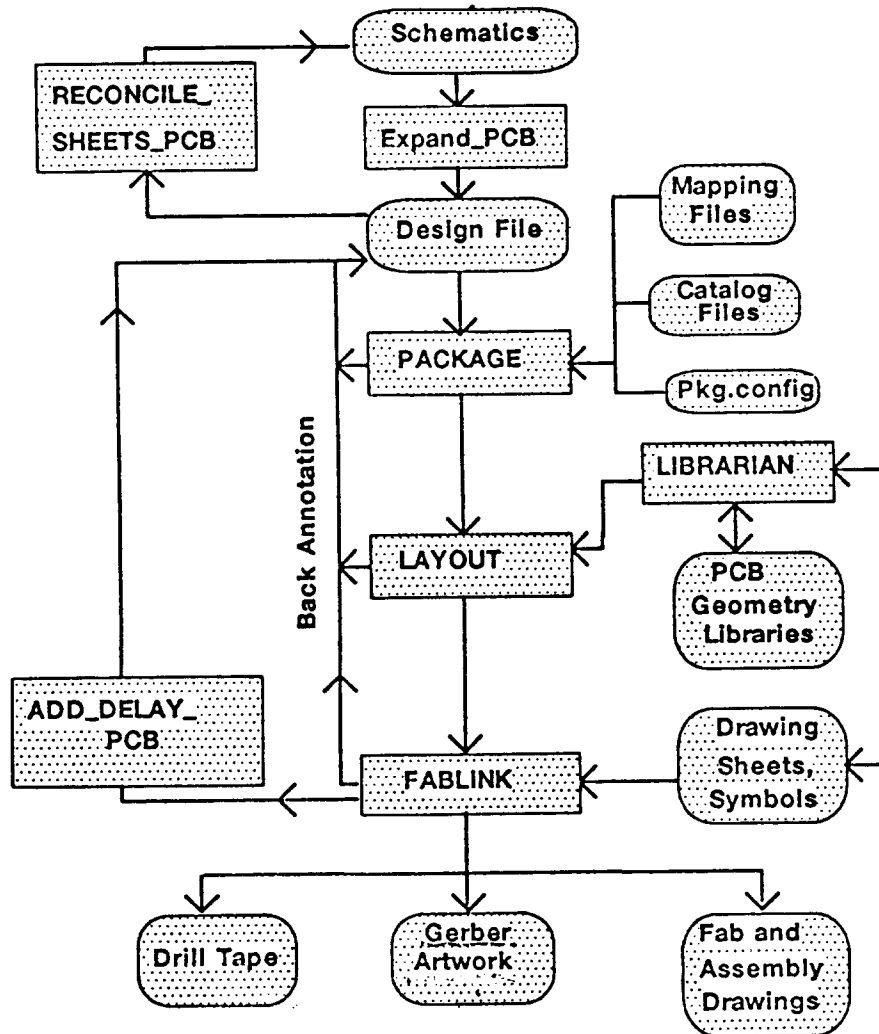 Schematics
RECONCILE_
SHEETS_PCB
Expand_PCB
Mapping
Files
Design File
Catalog
Files
PACKAGE
Pkg.config
Back Annotation
LIBRARIAN
LAYOUT
PCB
Geometry
Libraries
ADD_DELAY_
PCB
Drawing
Sheets,
Symbols
FABLINK
Drill Tape
Gerber
Artwork
Fab and
Assembly
Drawings